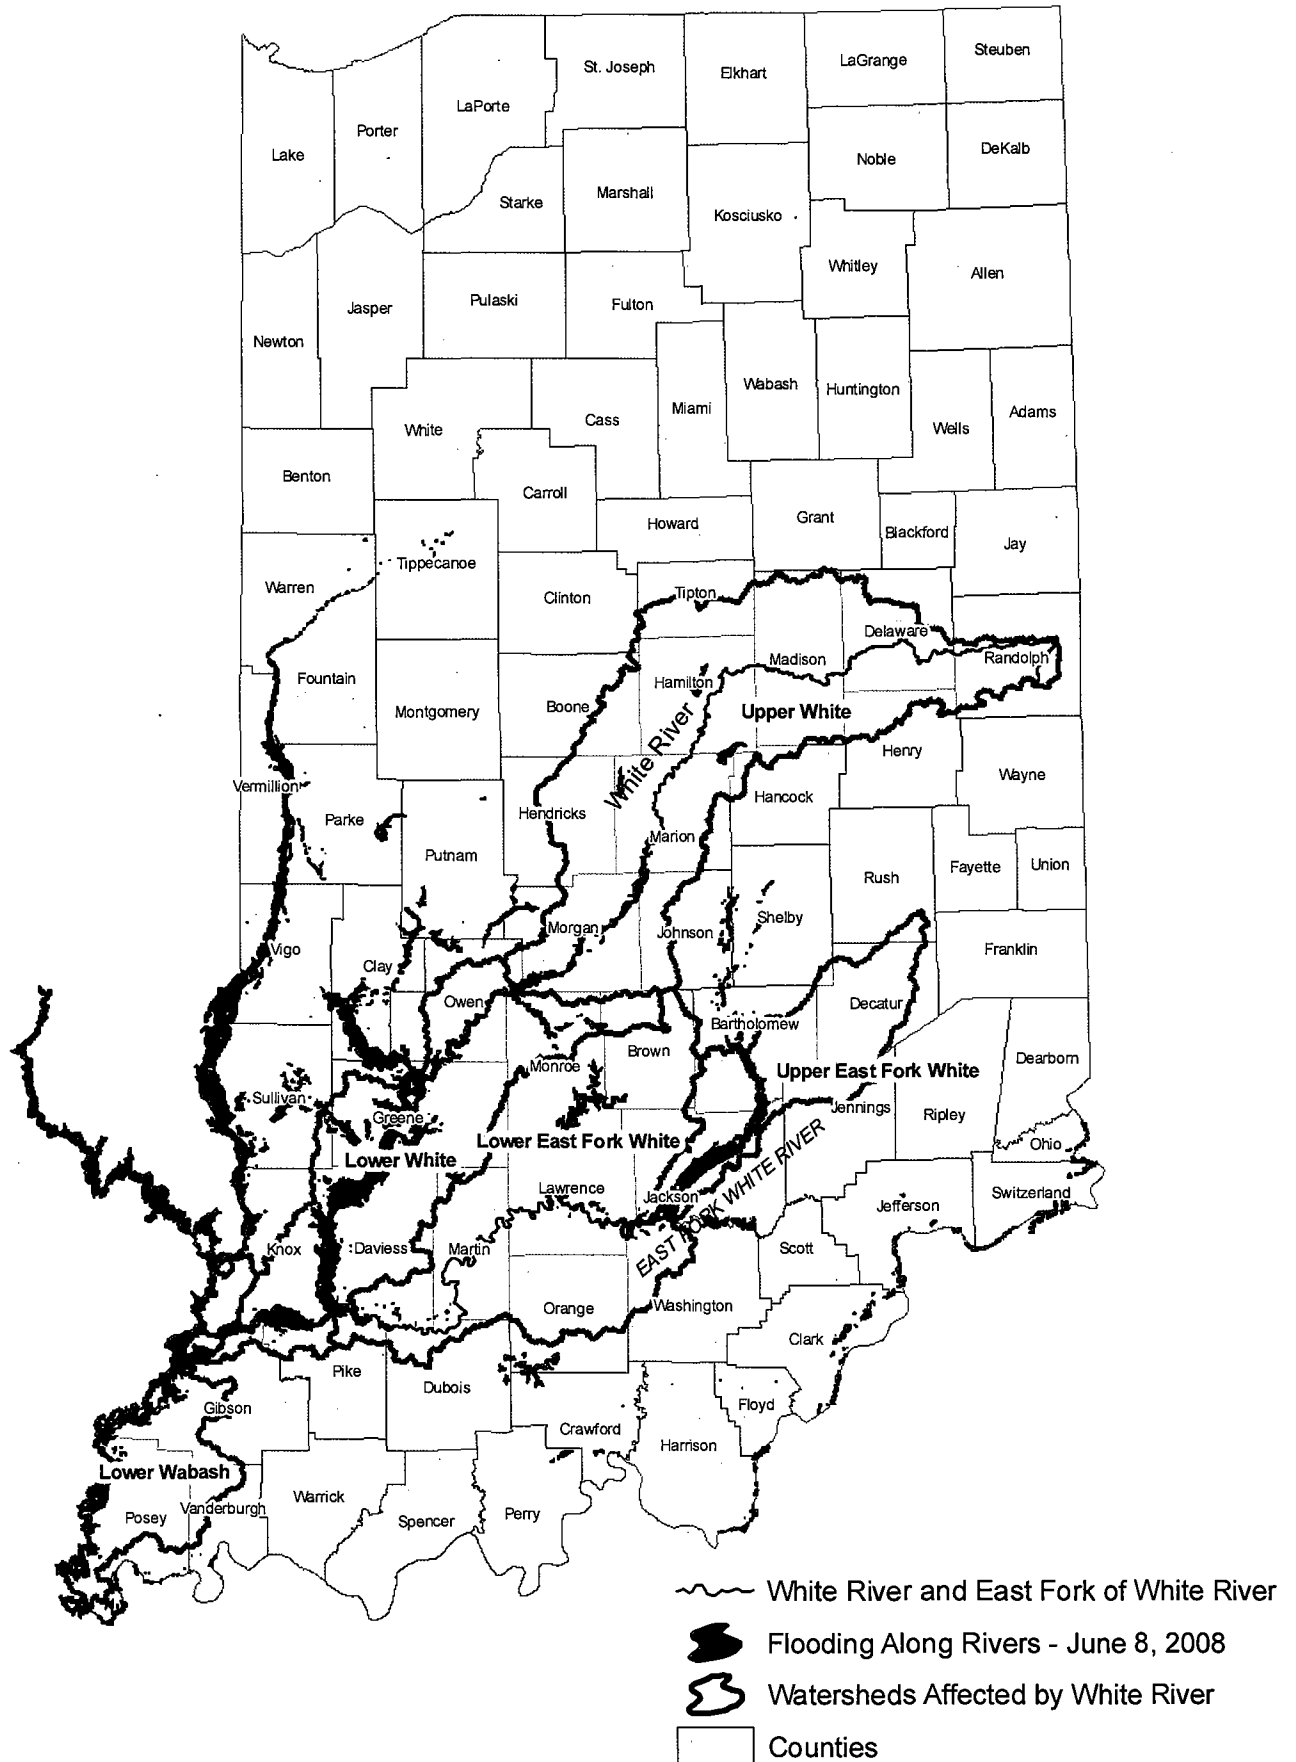 Steuben
LaGrange
St. Joseph
Elkhart
LaPorte
Porter
DeKalb
Lake
Noble
Marshall
Starke
Kosciusko
Whitley
Allen
Pulaski
Fulton
Jasper
Newton
Wabash
Huntington
Miami
Adams
Cass
Wells
White
Benton
Carroll
Grant
Howard
Blackford
Jay
Tippecanoe
Warren
Tipton
Clinton
Delaware
Randolph
Madison
Fountain
Hamilton
Boone
Montgomery
Upper White
White River
Henry
Wayne
Vermillion
Hancock
Hendricks
Parke
Marion
Putnam
Union
Fayette
Rush
Shelby
Morgan
Johnson
Franklin
Vigo
Clay
Owen
Decatur
Bartholomew
Brown
Dearborn
Monroe
Upper East Fork White
Sullivan
Jennings
Ripley
Greene
Lower East Fork White
Ohio
Lower White
Lawrence
Jackson
EAST FORK WHITE RIVER
Switzerland
Jefferson
Knox
Daviess
Martin
Scott
Orange
Washington
Clark
Pike
Dubois
Floyd
Gibson
Crawford
Harrison
Lower Wabash
Warrick
Vanderburgh
Perry
Posey
Spencer
White River and East Fork of White River
Flooding Along Rivers - June 8, 2008
Watersheds Affected by White River
Counties